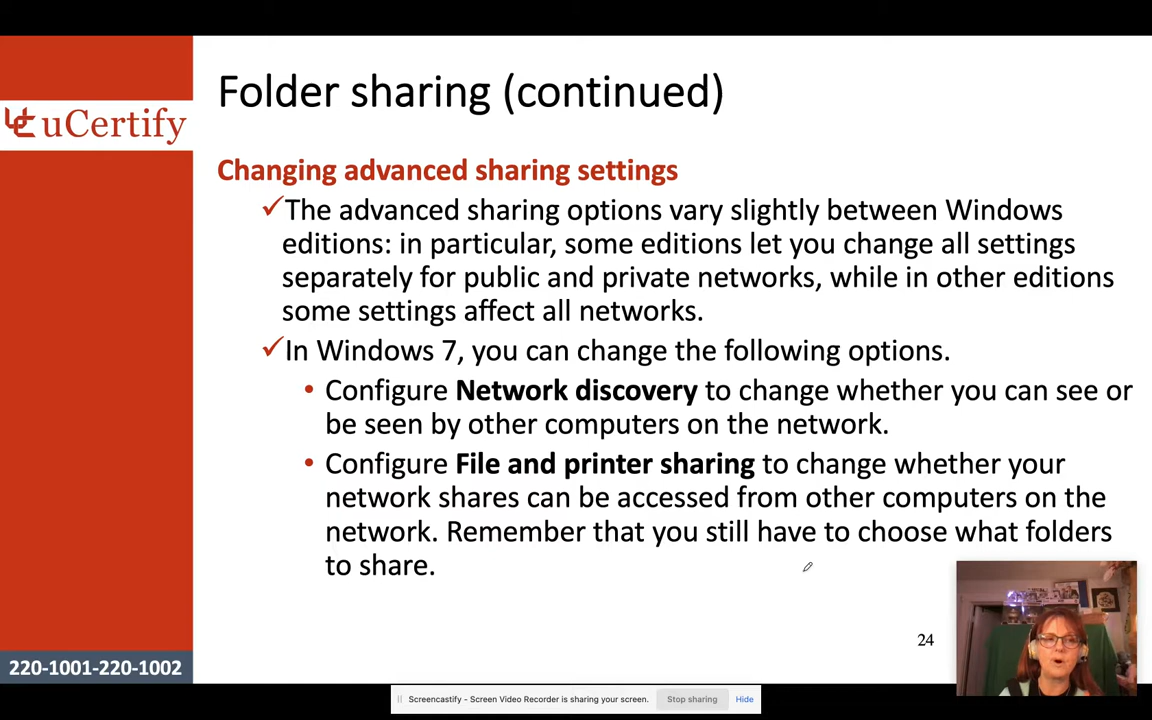 Folder sharing (continued)
uCertify
Changing advanced sharing settings
The advanced sharing options vary slightly between Windows
editions: in particular, some editions let you change all settings
separately for public and private networks, while in other editions
some settings affect all networks.
In Windows 7, you can change the following options.
• Configure Network discovery to change whether you can see or
be seen by other computers on the network.
• Configure File and printer sharing to change whether your
network shares can be accessed from other computers on the
network. Remember that you still have to choose what folders
to share.
24
220-1001-220-1002
Screencastify - Screen Video Recorder is sharing your screen.
Stop sharing
Hide